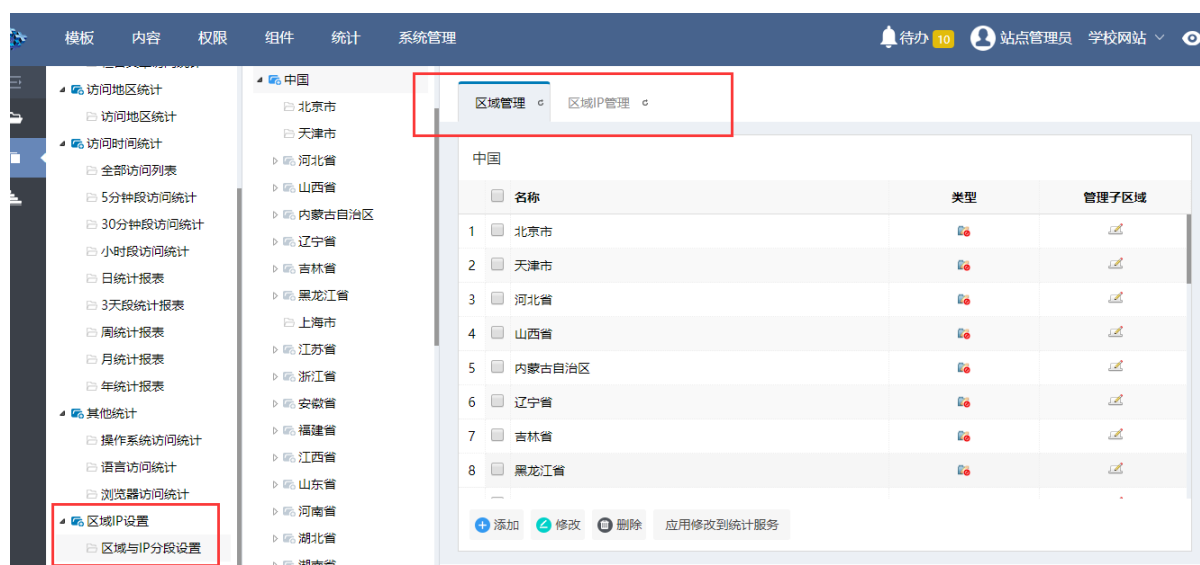 模板 内容 权限 组件 统计 系统管理 待办 10 站点管理员 学校网站
访问地区统计
访问地区统计
访问时间统计
全部访问列表
5分钟段访问统计
30分钟段访问统计
小时段访问统计
日统计报表
3天段统计报表
周统计报表
月统计报表
年统计报表
其他统计
操作系统访问统计
语言访问统计
浏览器访问统计
区域IP设置
区域与IP分段设置
中国
北京市
天津市
河北省
山西省
内蒙古自治区
辽宁省
吉林省
黑龙江省
上海市
江苏省
浙江省
安徽省
福建省
江西省
山东省
河南省
湖北省
湖南省
区域管理 区域IP管理
中国
名称 类型 管理子区域
1 北京市
2 天津市
3 河北省
4 山西省
5 内蒙古自治区
6 辽宁省
7 吉林省
8 黑龙江省
添加 修改 删除 应用修改到统计服务